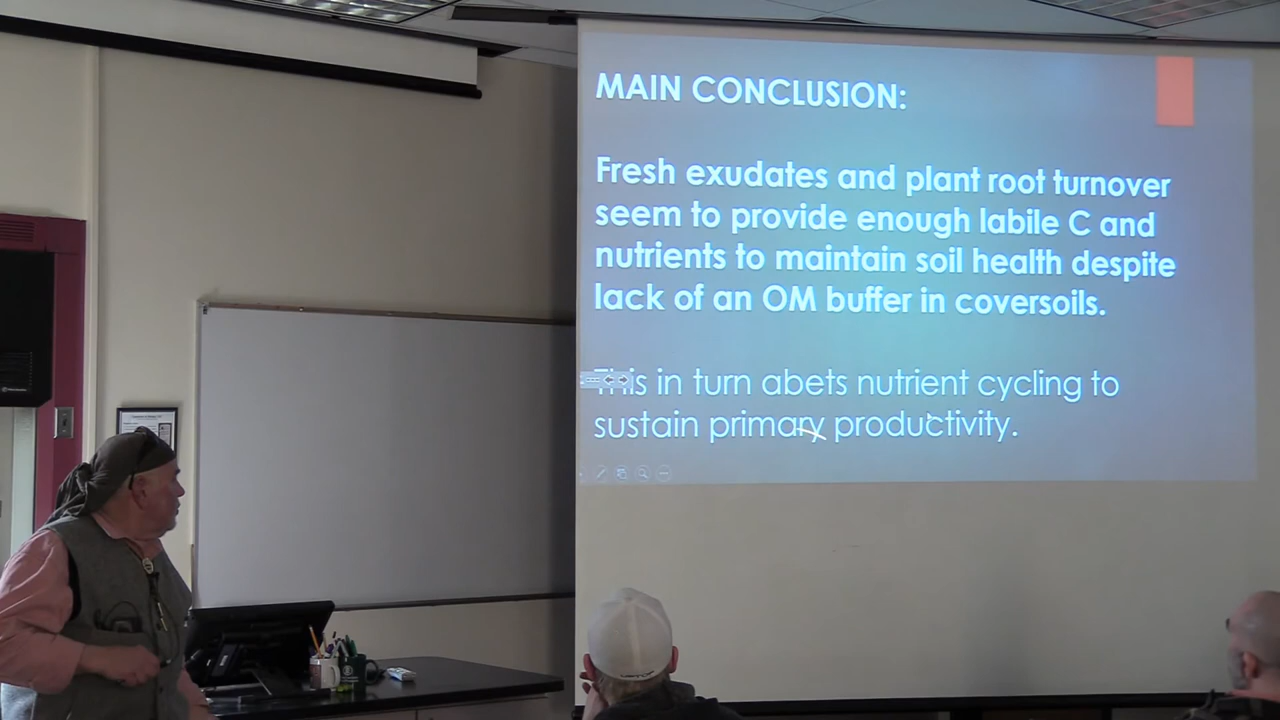 MAIN CONCLUSION:
Fresh exudates and plant root turnover
seem to provide enough labile C and
nutrients to maintain soil health despite
lack of an OM buffer in coversoils.
This in turn abets nutrient cycling to
sustain primary productivity.